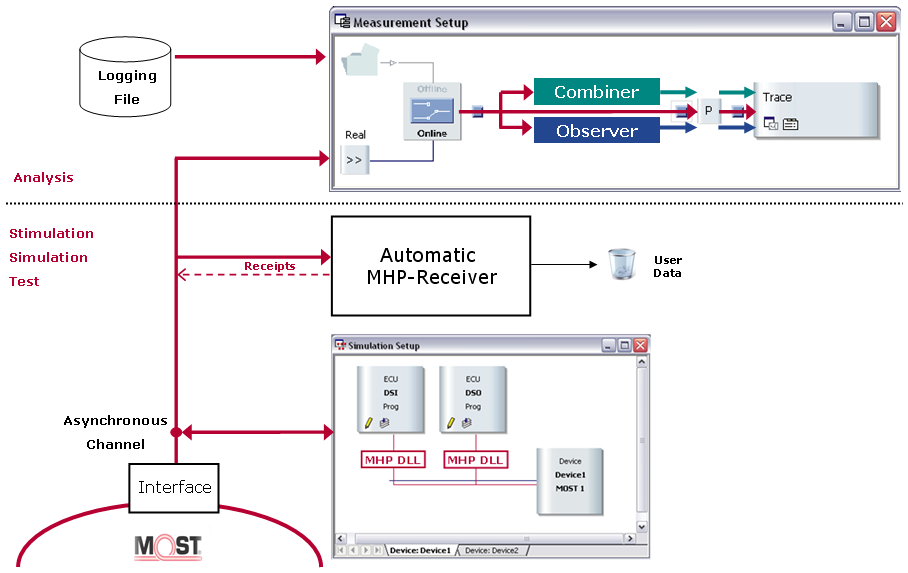 Measurement Setup
Logging
File
Offline
Online
Real
>>
Combiner
Observer
P
Trace
Analysis
Stimulation
Simulation
Test
Receipts
Automatic
MHP-Receiver
User
Data
Simulation Setup
ECU
DSI
Prog
ECU
DSO
Prog
MHP DLL
MHP DLL
Device
Device1
MOST 1
Device: Device1
Device: Device2
Asynchronous
Channel
Interface
MOST